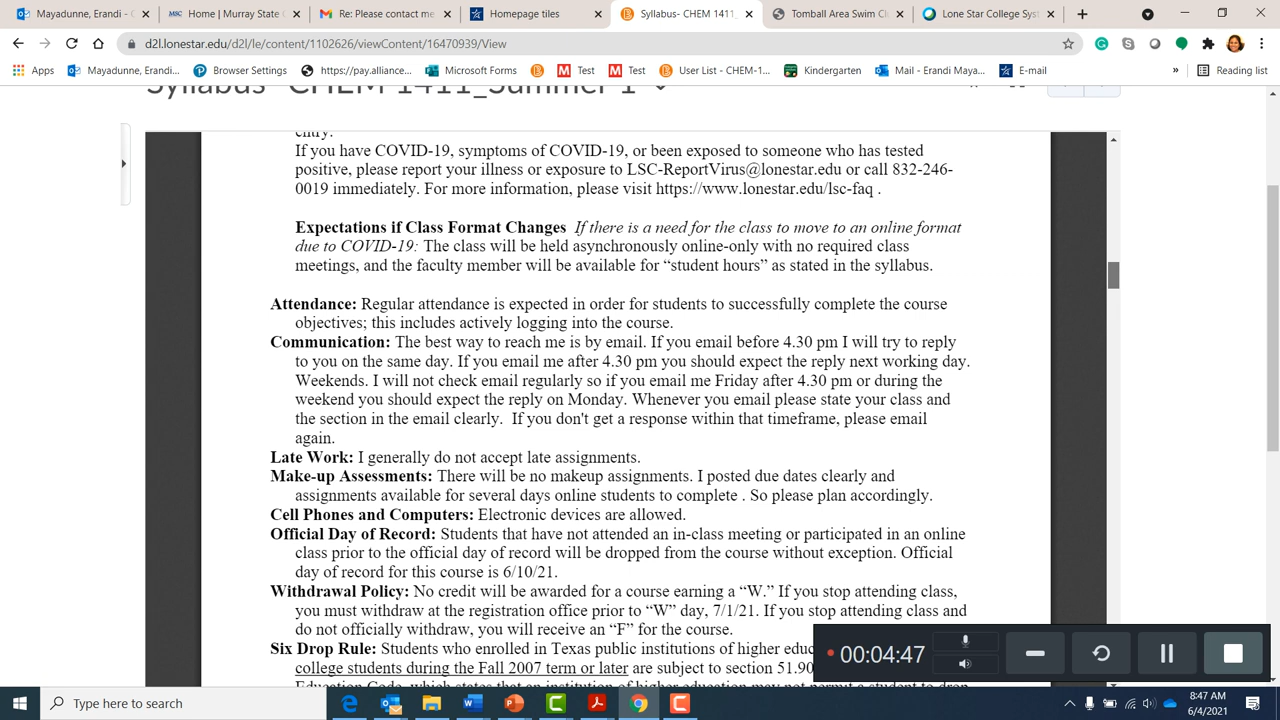 Mayadunne, Erandi -
Home | Murray State C
Re: Please contact me
Homepage tiles
Syllabus- CHEM 1411_
Tomball Area Swim Clu
Lone Star College Syst
d2l.lonestar.edu/d2l/le/content/1102626/viewContent/16470939/View
Apps
Mayadunne, Erandi...
Browser Settings
https://pay.alliance...
Microsoft Forms
Test
Test
User List - CHEM-1...
Kindergarten
Mail - Erandi Maya...
E-mail
»
Reading list
Syllabus- CHEM 1411_Summer 1
entry.
If you have COVID-19, symptoms of COVID-19, or been exposed to someone who has tested
positive, please report your illness or exposure to LSC-ReportVirus@lonestar.edu or call 832-246-
0019 immediately. For more information, please visit https://www.lonestar.edu/lsc-faq .
Expectations if Class Format Changes If there is a need for the class to move to an online format
due to COVID-19: The class will be held asynchronously online-only with no required class
meetings, and the faculty member will be available for “student hours” as stated in the syllabus.
Attendance: Regular attendance is expected in order for students to successfully complete the course
objectives; this includes actively logging into the course.
Communication: The best way to reach me is by email. If you email before 4.30 pm I will try to reply
to you on the same day. If you email me after 4.30 pm you should expect the reply next working day.
Weekends. I will not check email regularly so if you email me Friday after 4.30 pm or during the
weekend you should expect the reply on Monday. Whenever you email please state your class and
the section in the email clearly. If you don't get a response within that timeframe, please email
again.
Late Work: I generally do not accept late assignments.
Make-up Assessments: There will be no makeup assignments. I posted due dates clearly and
assignments available for several days online students to complete . So please plan accordingly.
Cell Phones and Computers: Electronic devices are allowed.
Official Day of Record: Students that have not attended an in-class meeting or participated in an online
class prior to the official day of record will be dropped from the course without exception. Official
day of record for this course is 6/10/21.
Withdrawal Policy: No credit will be awarded for a course earning a “W.” If you stop attending class,
you must withdraw at the registration office prior to “W” day, 7/1/21. If you stop attending class and
do not officially withdraw, you will receive an “F” for the course.
Six Drop Rule: Students who enrolled in Texas public institutions of higher educ
college students during the Fall 2007 term or later are subject to section 51.90
Education Code, which states that an institution of higher education may not permit a student to drop
00:04:47
Type here to search
8:47 AM
6/4/2021